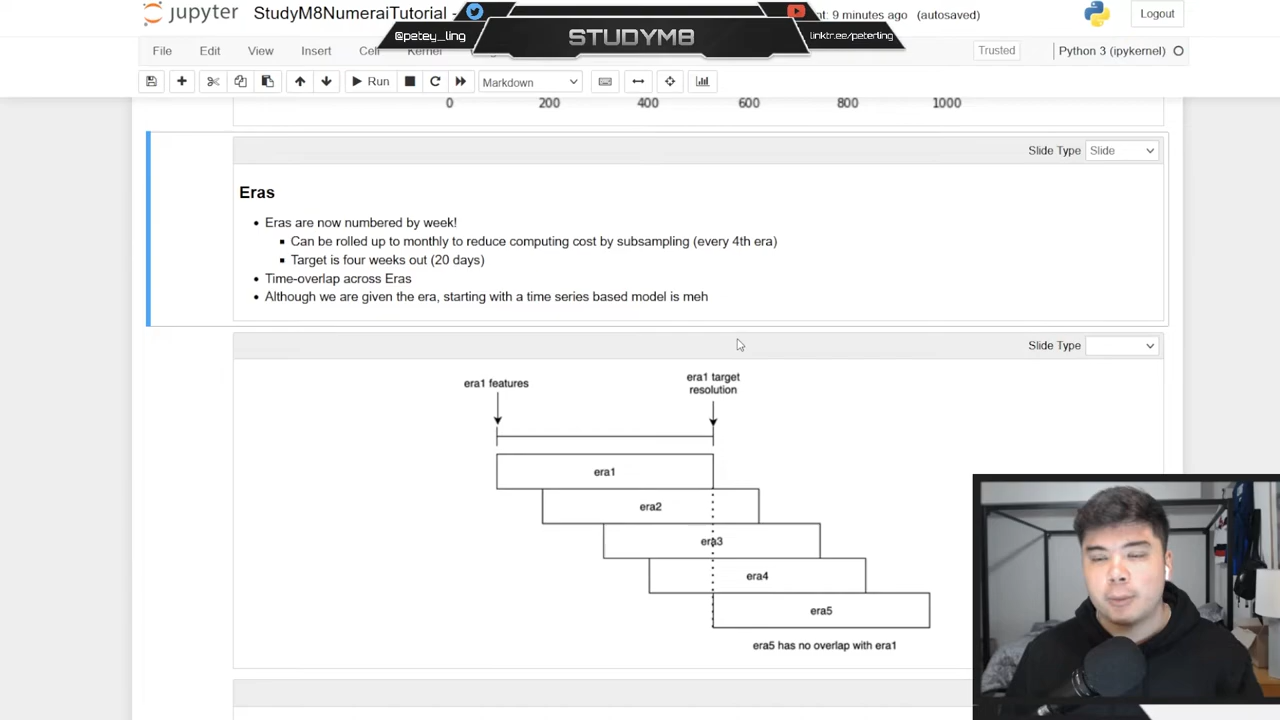 jupyter StudyM8NumeraiTutorial - t: 9 minutes ago (autosaved) Logout
@petey_ling STUDYM8 linktr.ee/peterling
File Edit View Insert Cell Kernel Trusted Python 3 (ipykernel)
Run Markdown
0 200 400 600 800 1000
Slide Type Slide
Eras
• Eras are now numbered by week!
▪ Can be rolled up to monthly to reduce computing cost by subsampling (every 4th era)
▪ Target is four weeks out (20 days)
• Time-overlap across Eras
• Although we are given the era, starting with a time series based model is meh
Slide Type
era1 features
era1 target
resolution
era1
era2
era3
era4
era5
era5 has no overlap with era1